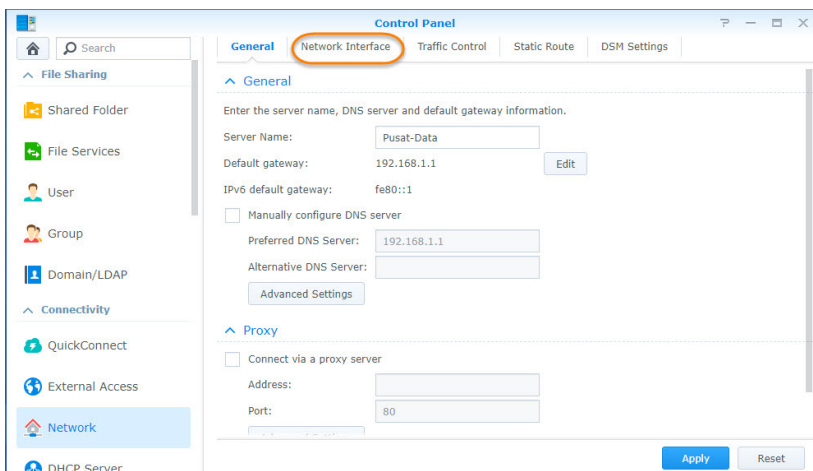 Control Panel
Search
General Network Interface Traffic Control Static Route DSM Settings
File Sharing
Shared Folder
File Services
User
Group
Domain/LDAP
Connectivity
QuickConnect
External Access
Network
DHCP Server
General
Enter the server name, DNS server and default gateway information.
Server Name: Pusat-Data
Default gateway: 192.168.1.1 Edit
IPv6 default gateway: fe80::1
Manually configure DNS server
Preferred DNS Server: 192.168.1.1
Alternative DNS Server:
Advanced Settings
Proxy
Connect via a proxy server
Address:
Port: 80
Apply Reset